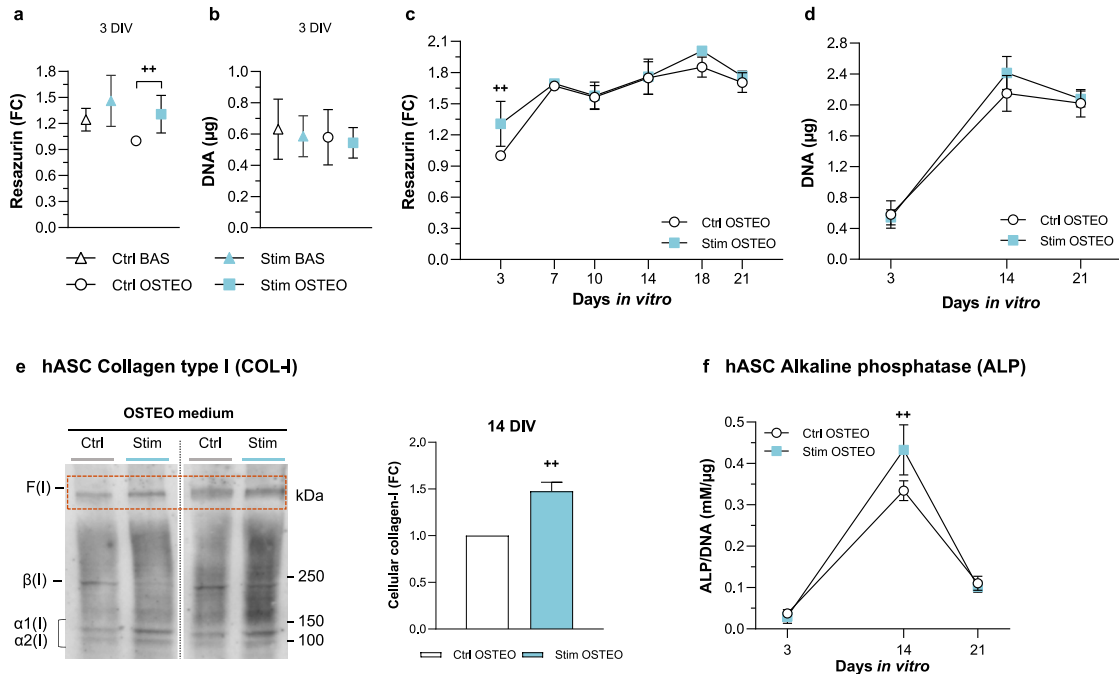 a
3 DIV
++
Resazurin (FC)
1.8
1.5
1.2
0.9
0.6
0.3
0.0
b
3 DIV
DNA (µg)
1.0
0.8
0.6
0.4
0.2
0.0
Ctrl BAS
Stim BAS
Ctrl OSTEO
Stim OSTEO
c
Resazurin (FC)
2.1
1.8
1.5
1.2
0.9
0.6
0.3
0.0
++
Ctrl OSTEO
Stim OSTEO
3 7 10 14 18 21
Days in vitro
d
DNA (µg)
2.8
2.4
2.0
1.6
1.2
0.8
0.4
0.0
Ctrl OSTEO
Stim OSTEO
3 14 21
Days in vitro
e hASC Collagen type I (COL-I)
OSTEO medium
Ctrl Stim Ctrl Stim
F(I)
kDa
β(I)
250
α1(I)
150
α2(I)
100
14 DIV
Cellular collagen-I (FC)
2.0
1.5
1.0
0.5
0.0
++
Ctrl OSTEO
Stim OSTEO
f hASC Alkaline phosphatase (ALP)
ALP/DNA (mM/µg)
0.5
0.4
0.3
0.2
0.1
0.0
Ctrl OSTEO
Stim OSTEO
++
3 14 21
Days in vitro